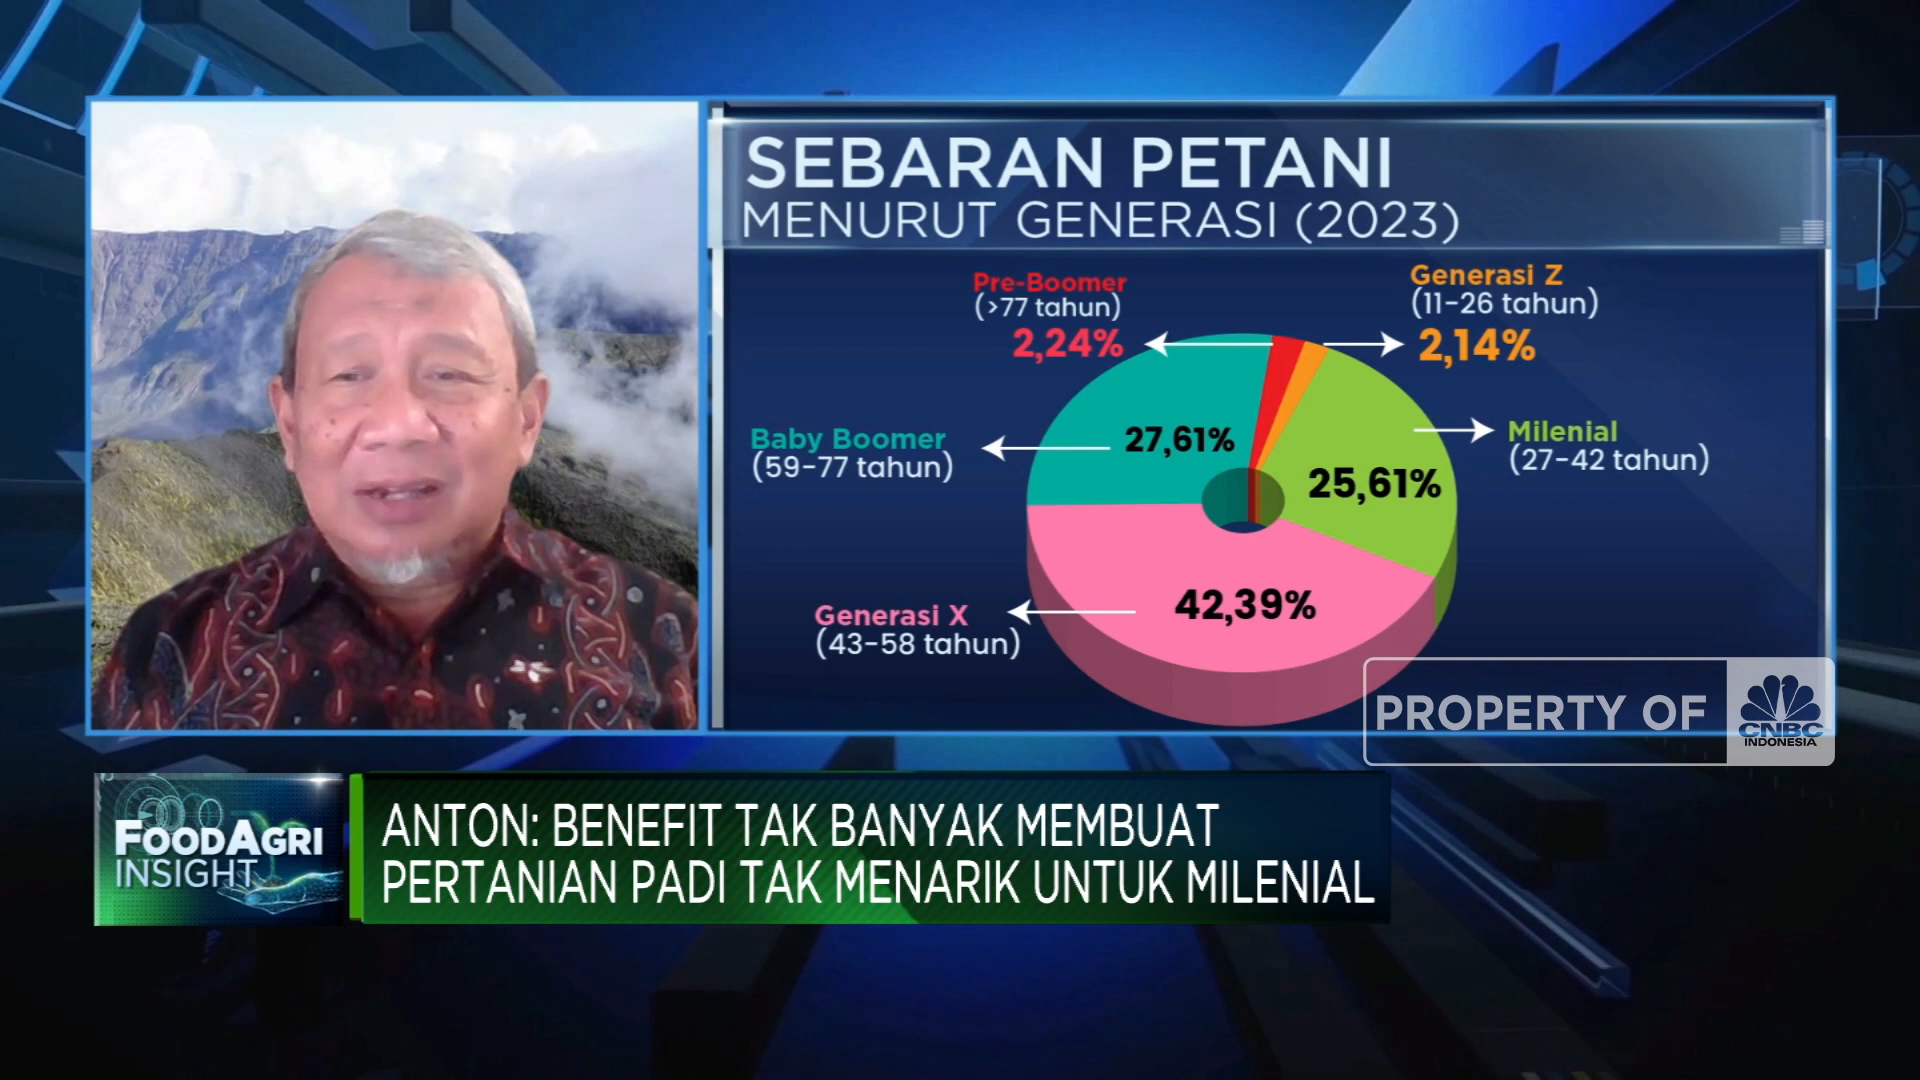 SEBARAN PETANI
MENURUT GENERASI (2023)
Pre-Boomer
(>77 tahun)
2,24%
Generasi Z
(11-26 tahun)
2,14%
Baby Boomer
(59-77 tahun)
27,61%
Milenial
(27-42 tahun)
25,61%
Generasi X
(43-58 tahun)
42,39%
PROPERTY OF
CNBC
INDONESIA
FOODAGRI
INSIGHT
ANTON: BENEFIT TAK BANYAK MEMBUAT
PERTANIAN PADI TAK MENARIK UNTUK MILENIAL